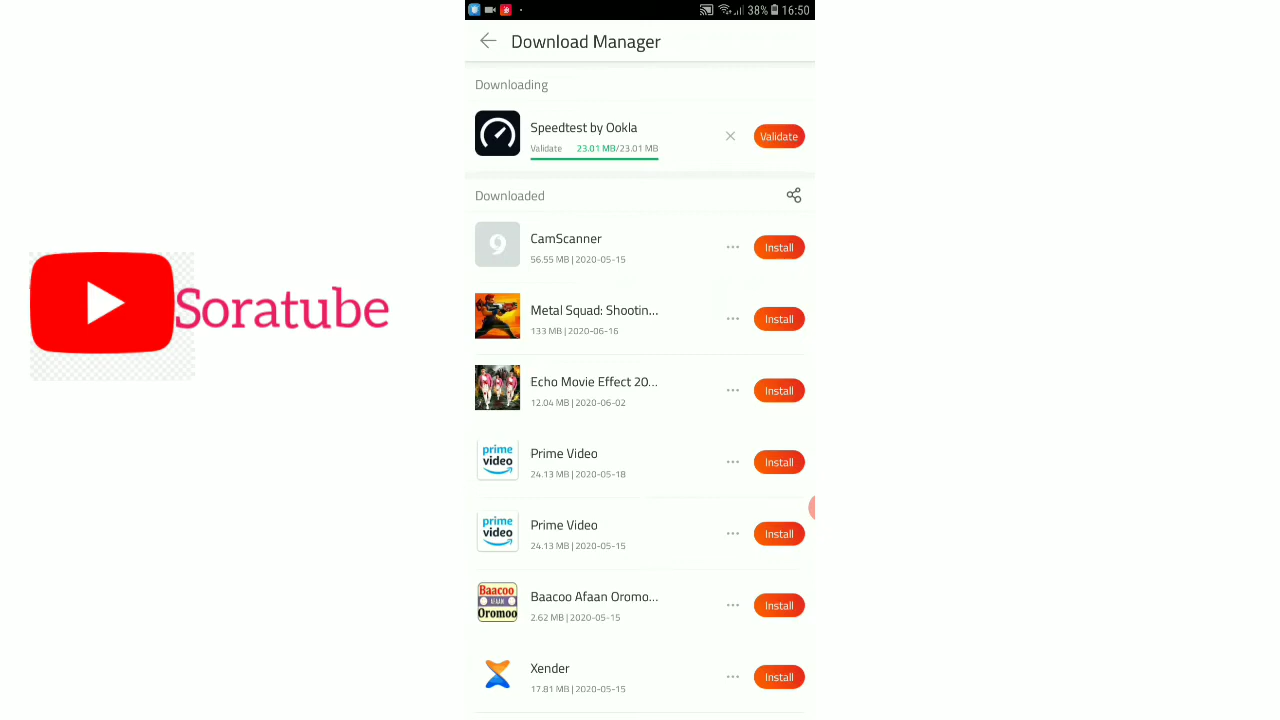 38% 16:50
Download Manager
Downloading
Speedtest by Ookla
Validate 23.01 MB/23.01 MB
Validate
Downloaded
9
CamScanner
56.55 MB | 2020-05-15
Install
Metal Squad: Shootin...
133 MB | 2020-06-16
Install
Echo Movie Effect 20...
12.04 MB | 2020-06-02
Install
prime
video
Prime Video
24.13 MB | 2020-05-18
Install
prime
video
Prime Video
24.13 MB | 2020-05-15
Install
Baacoo
AFAAN
Oromoo
Baacoo Afaan Oromo...
2.62 MB | 2020-05-15
Install
Xender
17.81 MB | 2020-05-15
Install
Soratube